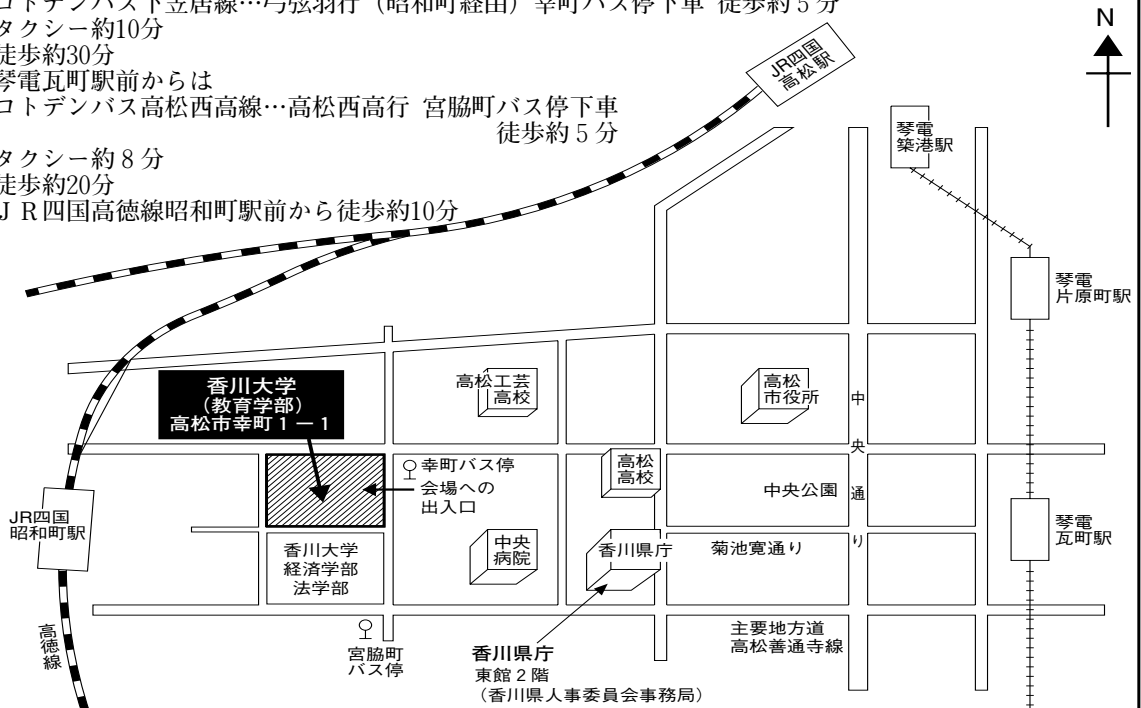 コトデンバス下笠居線…弓弦羽行（昭和町経由）幸町バス停下車 徒歩約５分
タクシー約10分
徒歩約30分
琴電瓦町駅前からは
コトデンバス高松西高線…高松西高行 宮脇町バス停下車
徒歩約５分
タクシー約８分
徒歩約20分
ＪＲ四国高徳線昭和町駅前から徒歩約10分
N
JR四国
高松駅
琴電
築港駅
琴電
片原町駅
香川大学
（教育学部）
高松市幸町１－１
高松工芸
高校
高松
市役所
中央通り
幸町バス停
会場への
出入口
高松
高校
中央公園
JR四国
昭和町駅
香川大学
経済学部
法学部
中央
病院
香川県庁
菊池寛通り
琴電
瓦町駅
高徳線
宮脇町
バス停
香川県庁
東館２階
（香川県人事委員会事務局）
主要地方道
高松善通寺線